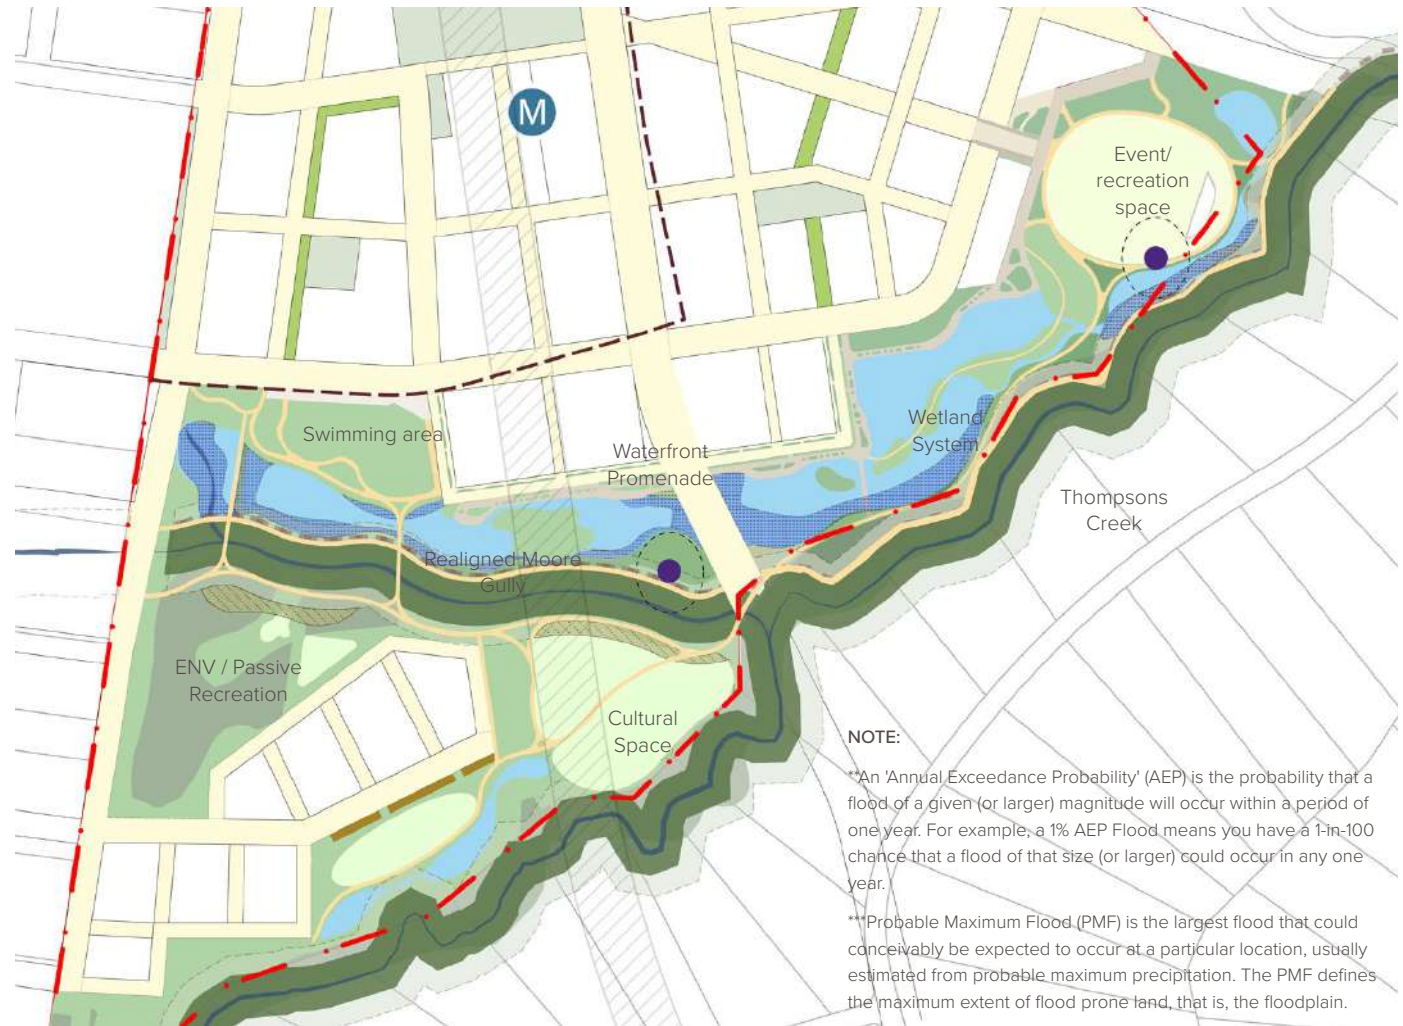 M
Event/
recreation
space
Swimming area
Wetland
System
Waterfront
Promenade
Thompsons
Creek
Realigned Moore
Gully
ENV / Passive
Recreation
Cultural
Space
NOTE:
**An 'Annual Exceedance Probability' (AEP) is the probability that a
flood of a given (or larger) magnitude will occur within a period of
one year. For example, a 1% AEP Flood means you have a 1-in-100
chance that a flood of that size (or larger) could occur in any one
year.
***Probable Maximum Flood (PMF) is the largest flood that could
conceivably be expected to occur at a particular location, usually
estimated from probable maximum precipitation. The PMF defines
the maximum extent of flood prone land, that is, the floodplain.